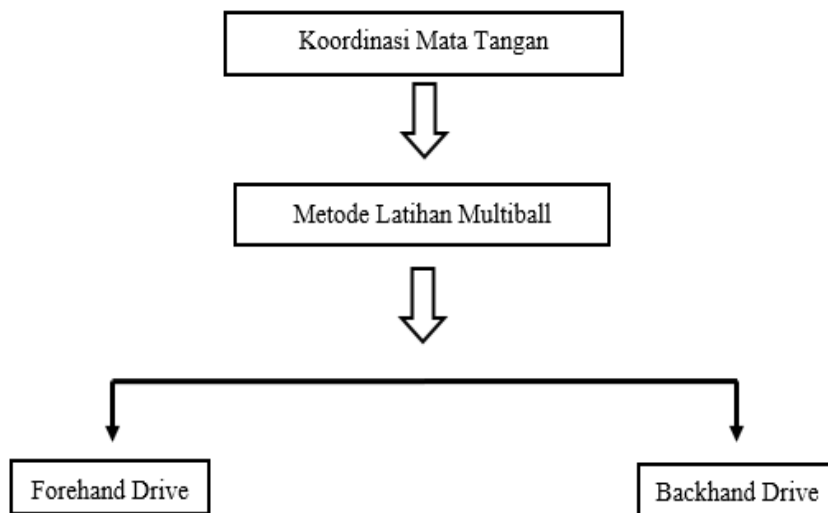 Koordinasi Mata Tangan
Metode Latihan Multiball
Forehand Drive
Backhand Drive